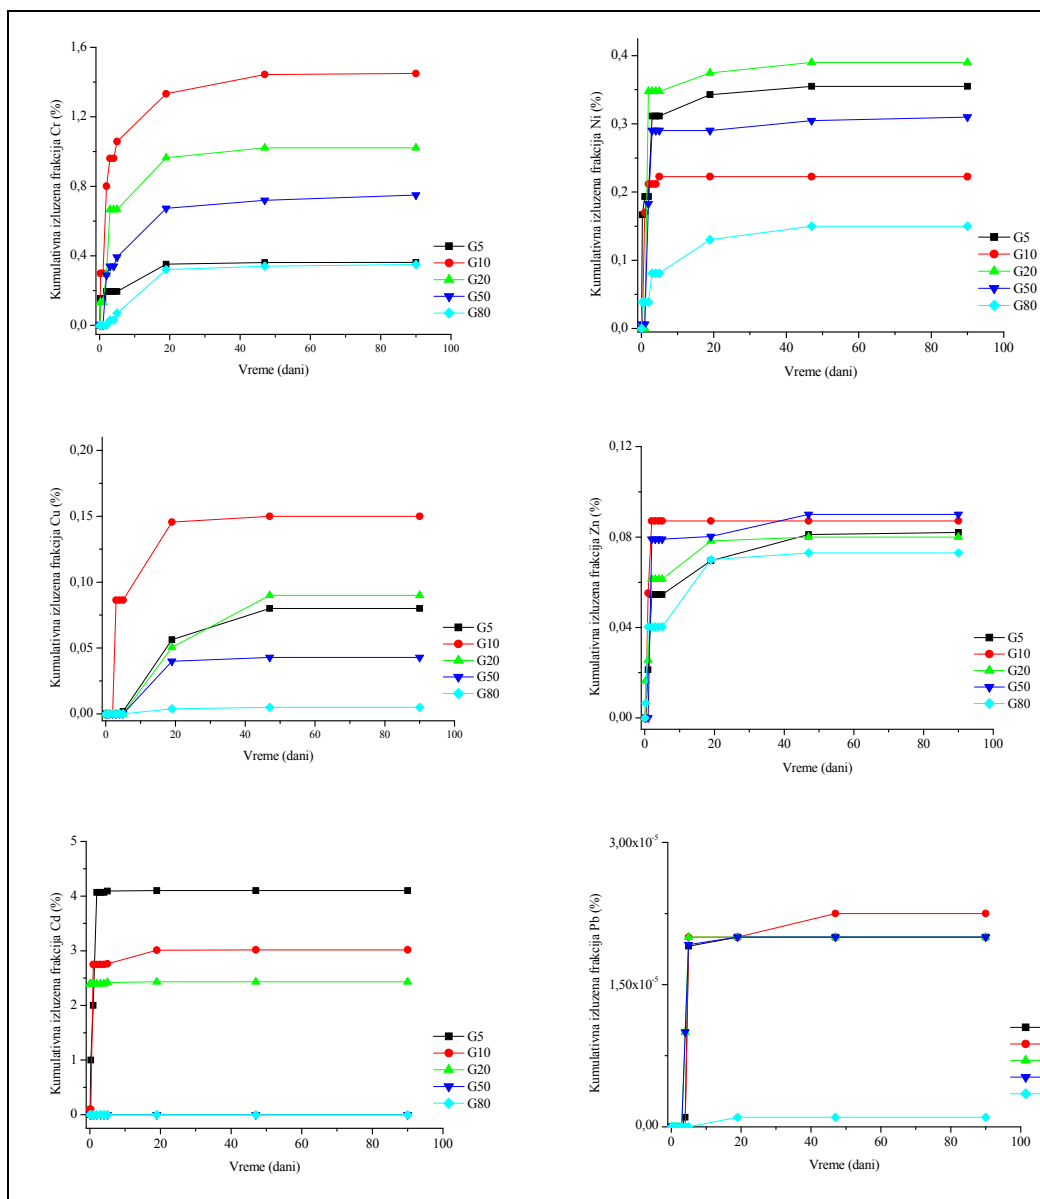 Kumulativna izluzena frakcija Cr (%)
1,6
1,2
0,8
0,4
0,0
0 20 40 60 80 100
Vreme (dani)
G5
G10
G20
G50
G80
Kumulativna izluzena frakcija Ni (%)
0,4
0,3
0,2
0,1
0,0
0 20 40 60 80 100
Vreme (dani)
G5
G10
G20
G50
G80
Kumulativna izluzena frakcija Cu (%)
0,20
0,15
0,10
0,05
0,00
0 20 40 60 80 100
Vreme (dani)
G5
G10
G20
G50
G80
Kumulativna izluzena frakcija Zn (%)
0,12
0,08
0,04
0,00
0 20 40 60 80 100
Vreme (dani)
G5
G10
G20
G50
G80
Kumulativna izluzena frakcija Cd (%)
5
4
3
2
1
0
0 20 40 60 80 100
Vreme (dani)
G5
G10
G20
G50
G80
Kumulativna izluzena frakcija Pb (%)
3,00x10⁻⁵
1,50x10⁻⁵
0,00
0 20 40 60 80 100
Vreme (dani)